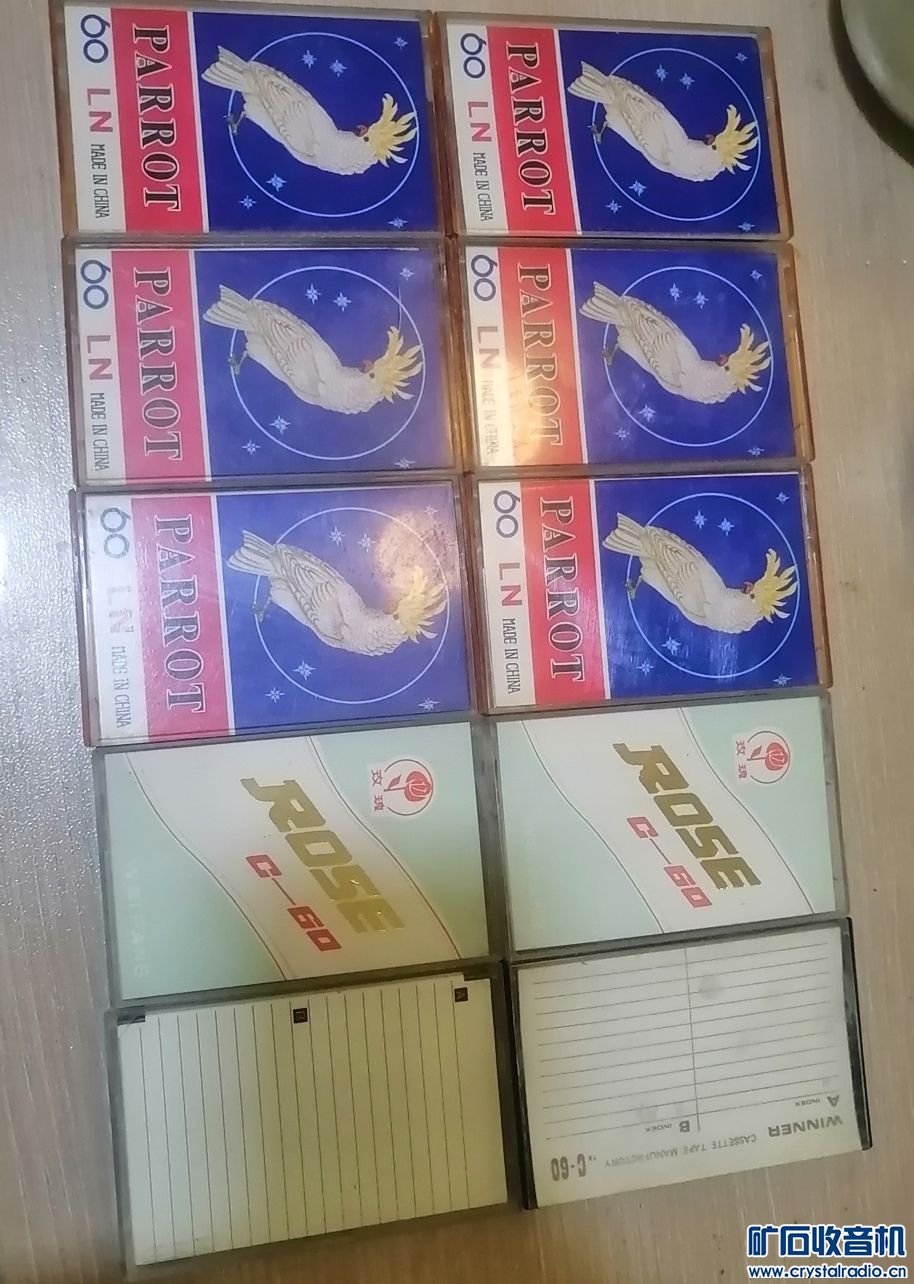 PARROT
60 LN MADE IN CHINA
PARROT
60 LN MADE IN CHINA
PARROT
60 LN MADE IN CHINA
PARROT
60 LN MADE IN CHINA
PARROT
60 LN MADE IN CHINA
PARROT
60 LN MADE IN CHINA
玫瑰
ROSE
C-60
WEIFANG
玫瑰
ROSE
C-60
A
B
A INDEX
B INDEX
WINNER CASSETTE TAPE MANUFACTORY
C-60
矿石收音机
www.crystalradio.cn